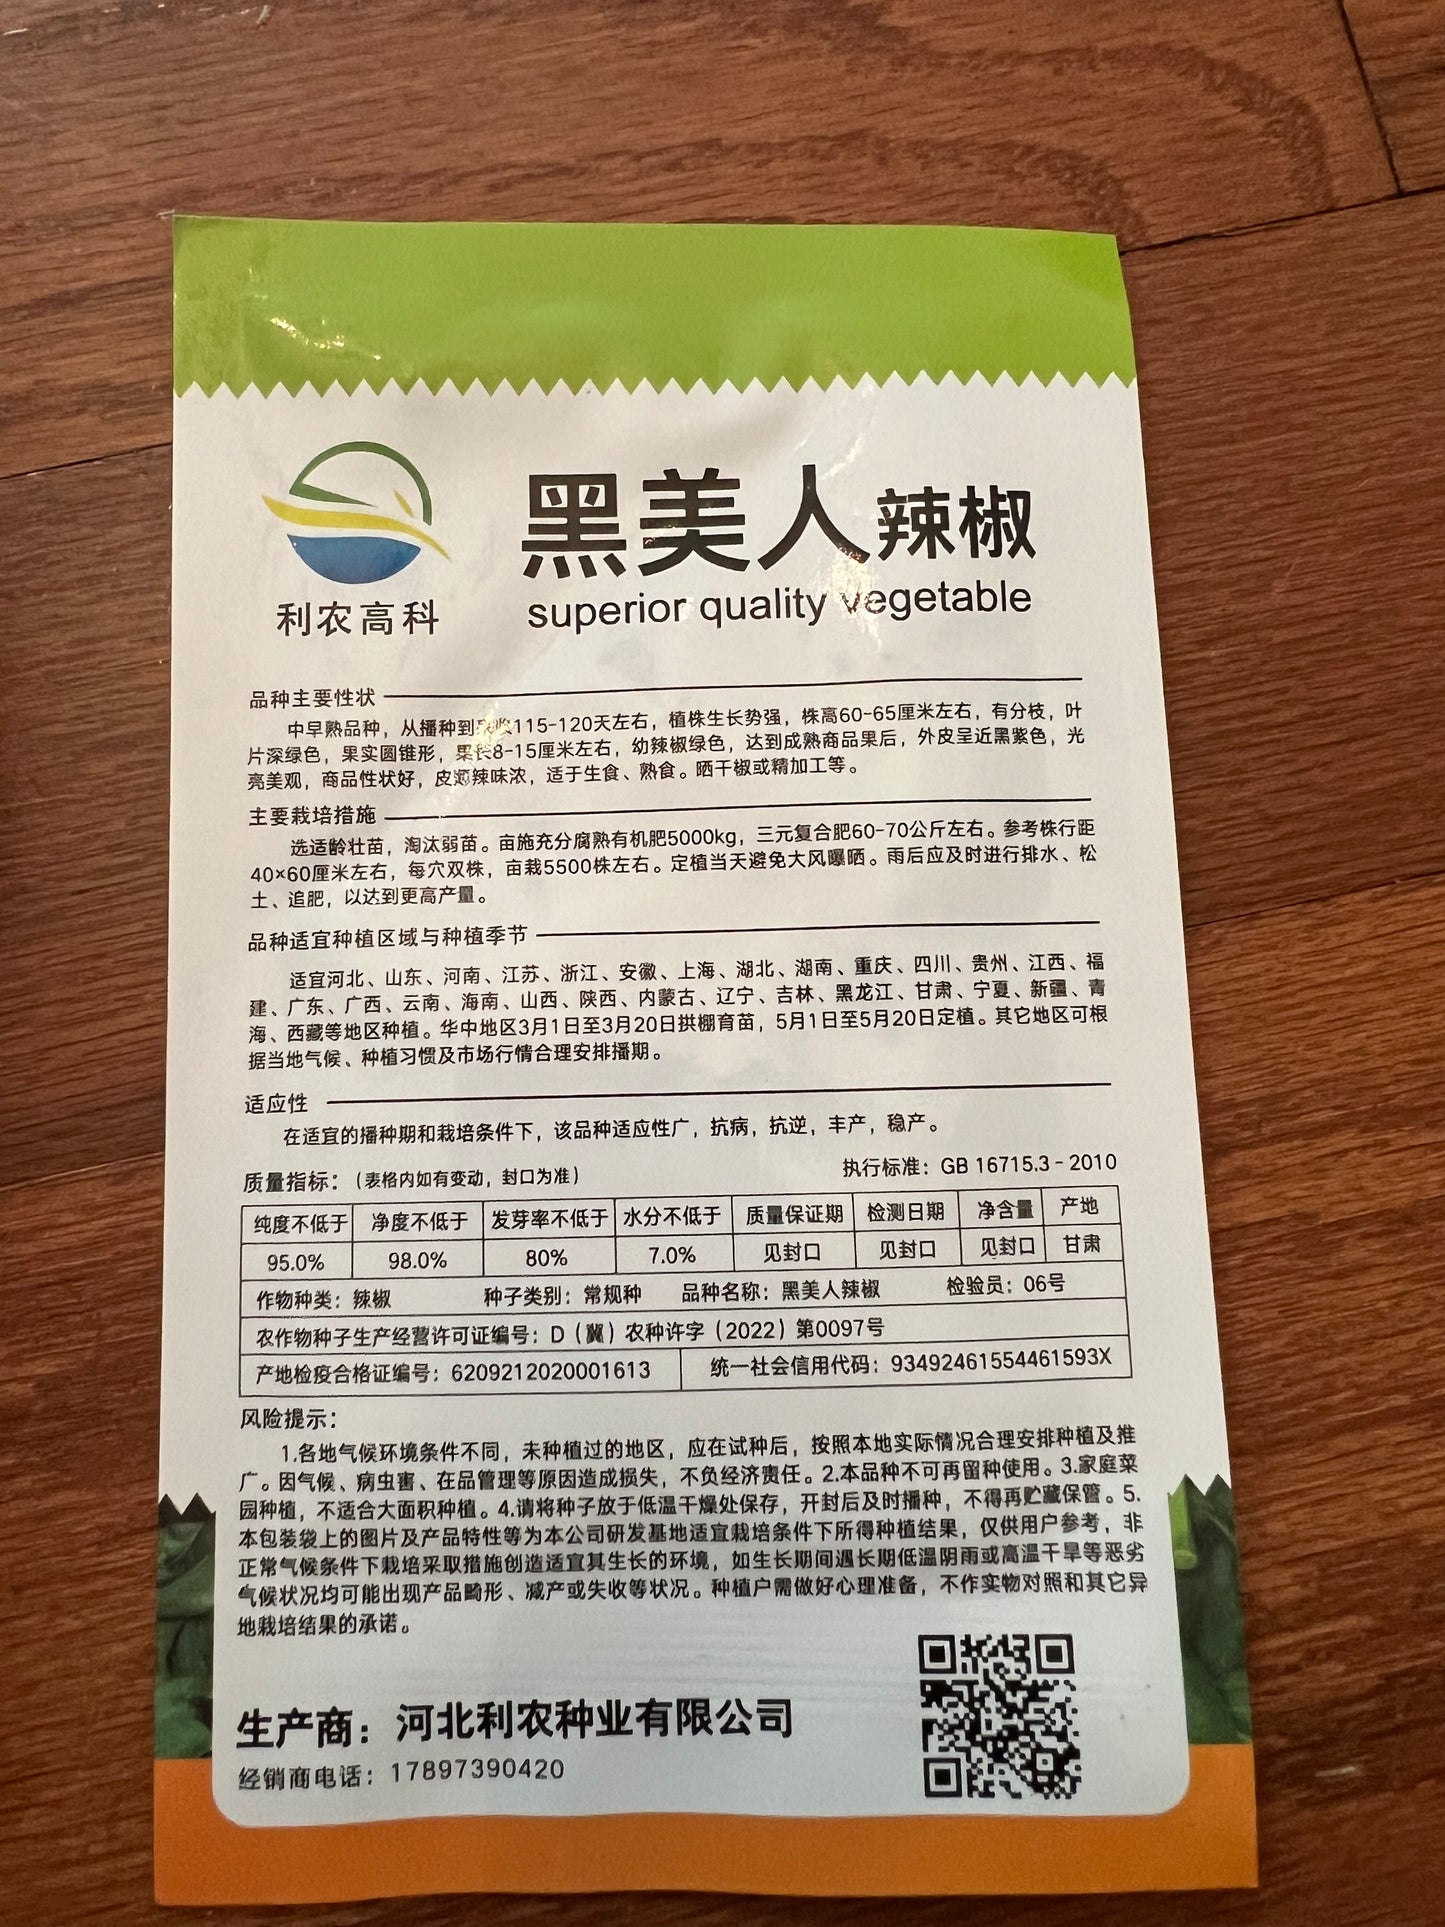 利农高科
黑美人辣椒
superior quality vegetable
品种主要性状
中早熟品种，从播种到采收115-120天左右，植株生长势强，株高60-65厘米左右，有分枝，叶
片深绿色，果实圆锥形，果长8-15厘米左右，幼辣椒绿色，达到成熟商品果后，外皮呈近黑紫色，光
亮美观，商品性状好，皮薄辣味浓，适于生食、熟食。晒干椒或精加工等。
主要栽培措施
选适龄壮苗，淘汰弱苗。亩施充分腐熟有机肥5000kg，三元复合肥60-70公斤左右。参考株行距
40×60厘米左右，每穴双株，亩栽5500株左右。定植当天避免大风曝晒。雨后应及时进行排水、松
土、追肥，以达到更高产量。
品种适宜种植区域与种植季节
适宜河北、山东、河南、江苏、浙江、安徽、上海、湖北、湖南、重庆、四川、贵州、江西、福
建、广东、广西、云南、海南、山西、陕西、内蒙古、辽宁、吉林、黑龙江、甘肃、宁夏、新疆、青
海、西藏等地区种植。华中地区3月1日至3月20日拱棚育苗，5月1日至5月20日定植。其它地区可根
据当地气候、种植习惯及市场行情合理安排播期。
适应性
在适宜的播种期和栽培条件下，该品种适应性广，抗病，抗逆，丰产，稳产。
质量指标：（表格内如有变动，封口为准） 执行标准：GB 16715.3-2010
纯度不低于 净度不低于 发芽率不低于 水分不低于 质量保证期 检测日期 净含量 产地
95.0% 98.0% 80% 7.0% 见封口 见封口 见封口 甘肃
作物种类：辣椒 种子类别：常规种 品种名称：黑美人辣椒 检验员：06号
农作物种子生产经营许可证编号：D（冀）农种许字（2022）第0097号
产地检疫合格证编号：6209212020001613 统一社会信用代码：93492461554461593X
风险提示：
1.各地气候环境条件不同，未种植过的地区，应在试种后，按照本地实际情况合理安排种植及推
广。因气候、病虫害、在品管理等原因造成损失，不负经济责任。2.本品种不可再留种使用。3.家庭菜
园种植，不适合大面积种植。4.请将种子放于低温干燥处保存，开封后及时播种，不得再贮藏保管。5.
本包装袋上的图片及产品特性等为本公司研发基地适宜栽培条件下所得种植结果，仅供用户参考，非
正常气候条件下栽培采取措施创造适宜其生长的环境，如生长期间遇长期低温阴雨或高温干旱等恶劣
气候状况均可能出现产品畸形、减产或失收等状况。种植户需做好心理准备，不作实物对照和其它异
地栽培结果的承诺。
生产商：河北利农种业有限公司
经销商电话：17897390420